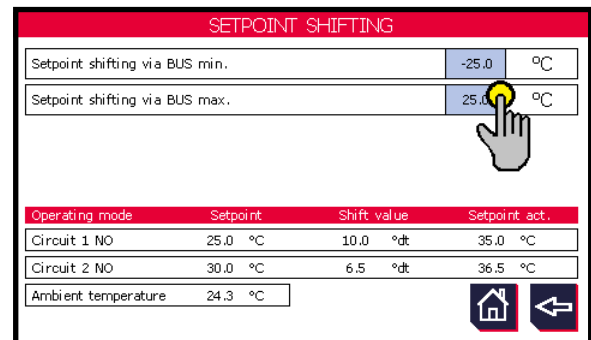 SETPOINT SHIFTING
Setpoint shifting via BUS min. -25.0 °C
Setpoint shifting via BUS max. 25.0 °C
Operating mode Setpoint Shift value Setpoint act.
Circuit 1 NO 25.0 °C 10.0 °dt 35.0 °C
Circuit 2 NO 30.0 °C 6.5 °dt 36.5 °C
Ambient temperature 24.3 °C